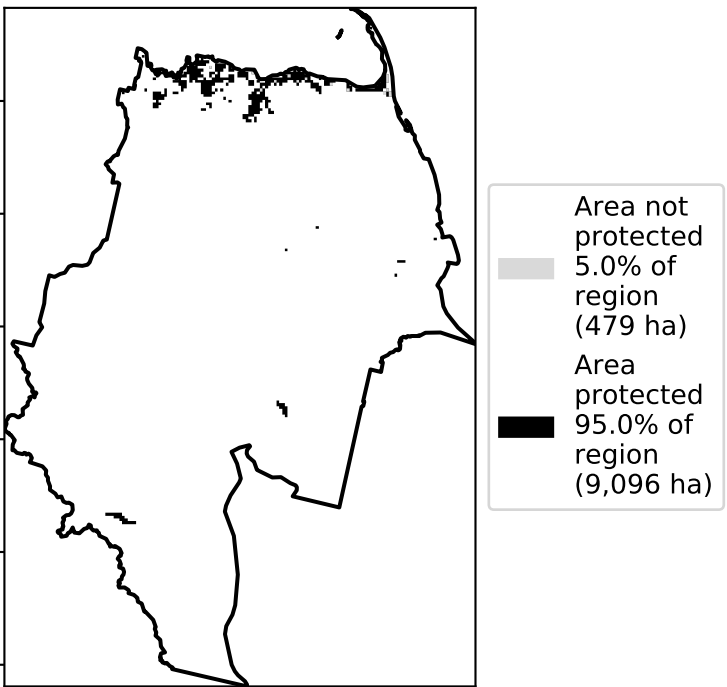 Area not
protected
5.0% of
region
(479 ha)
Area
protected
95.0% of
region
(9,096 ha)